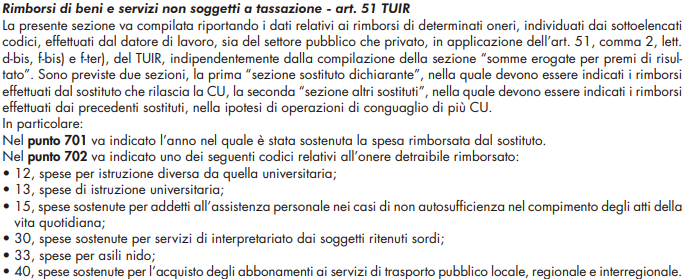 Rimborsi di beni e servizi non soggetti a tassazione - art. 51 TUIR
La presente sezione va compilata riportando i dati relativi ai rimborsi di determinati oneri, individuati dai sottoelencati
codici, effettuati dal datore di lavoro, sia del settore pubblico che privato, in applicazione dell'art. 51, comma 2, lett.
d-bis, f-bis) e f-ter), del TUIR, indipendentemente dalla compilazione della sezione "somme erogate per premi di risul-
tato". Sono previste due sezioni, la prima "sezione sostituto dichiarante", nella quale devono essere indicati i rimborsi
effettuati dal sostituto che rilascia la CU, la seconda "sezione altri sostituti", nella quale devono essere indicati i rimborsi
effettuati dai precedenti sostituti, nella ipotesi di operazioni di conguaglio di più CU.
In particolare:
Nel punto 701 va indicato l'anno nel quale è stata sostenuta la spesa rimborsata dal sostituto.
Nel punto 702 va indicato uno dei seguenti codici relativi all'onere detraibile rimborsato:
• 12, spese per istruzione diversa da quella universitaria;
• 13, spese di istruzione universitaria;
• 15, spese sostenute per addetti all'assistenza personale nei casi di non autosufficienza nel compimento degli atti della
vita quotidiana;
• 30, spese sostenute per servizi di interpretariato dai soggetti ritenuti sordi;
• 33, spese per asili nido;
• 40, spese sostenute per l'acquisto degli abbonamenti ai servizi di trasporto pubblico locale, regionale e interregionale.